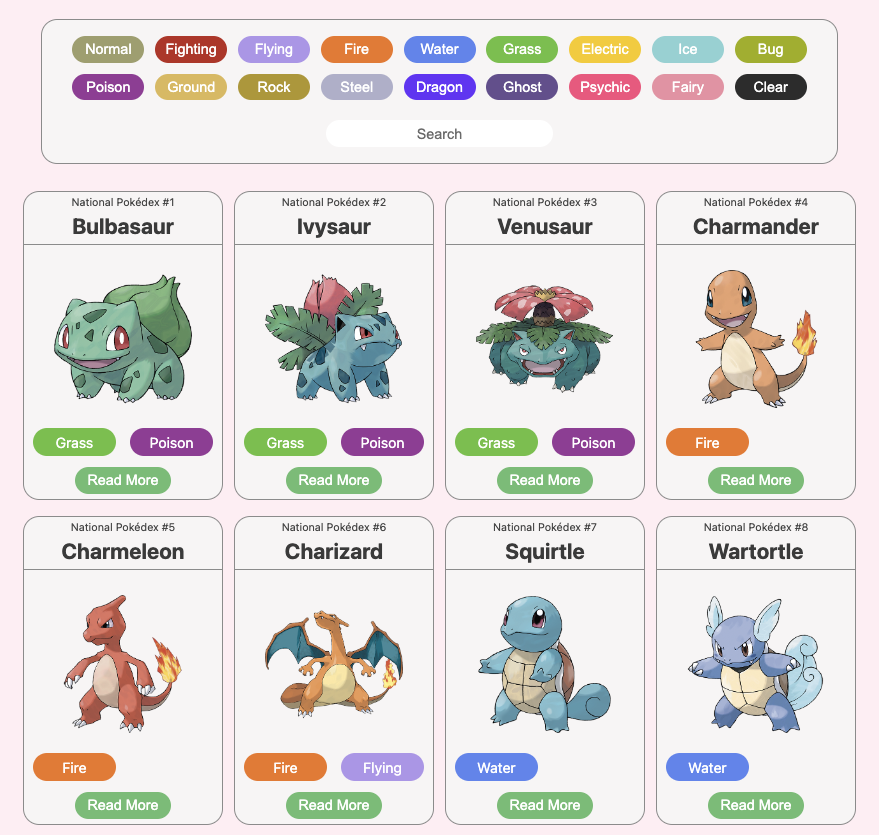 Normal Fighting Flying Fire Water Grass Electric Ice Bug
Poison Ground Rock Steel Dragon Ghost Psychic Fairy Clear
Search
National Pokédex #1
Bulbasaur
Grass Poison
Read More
National Pokédex #2
Ivysaur
Grass Poison
Read More
National Pokédex #3
Venusaur
Grass Poison
Read More
National Pokédex #4
Charmander
Fire
Read More
National Pokédex #5
Charmeleon
Fire
Read More
National Pokédex #6
Charizard
Fire Flying
Read More
National Pokédex #7
Squirtle
Water
Read More
National Pokédex #8
Wartortle
Water
Read More